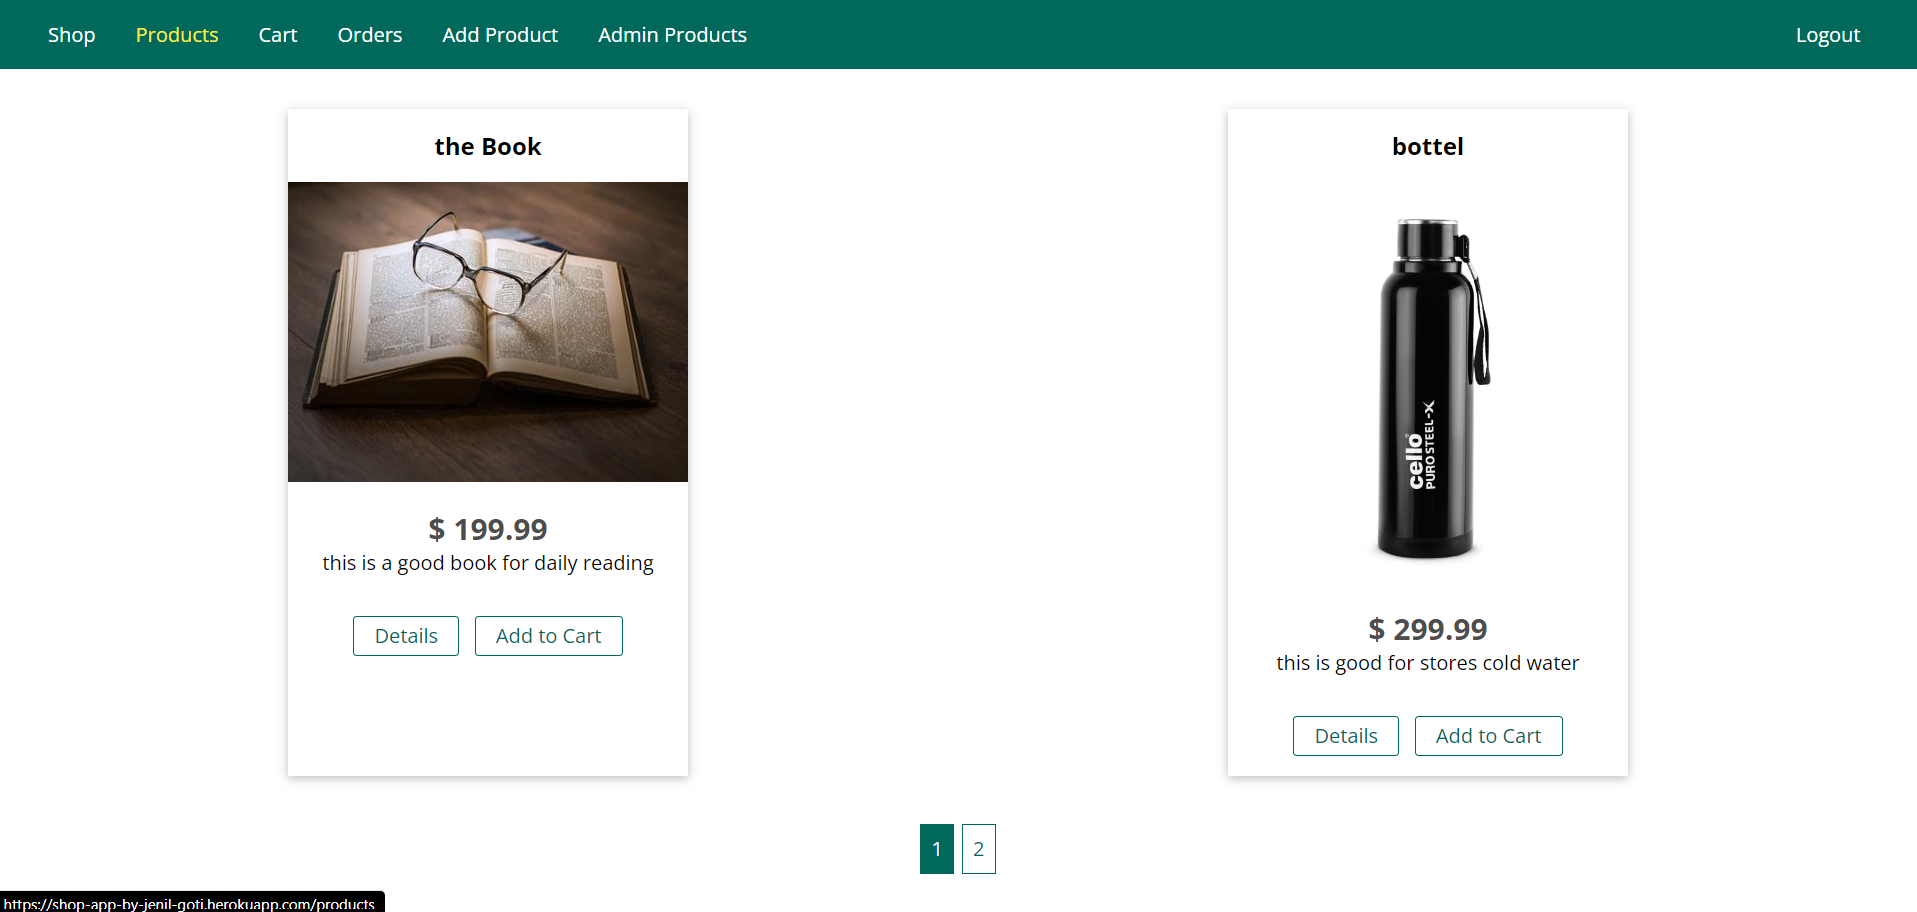 Shop Products Cart Orders Add Product Admin Products Logout
the Book
$ 199.99
this is a good book for daily reading
Details Add to Cart
bottel
cello
PURO STEEL-X
$ 299.99
this is good for stores cold water
Details Add to Cart
1 2
https://shop-app-by-jenil-goti.herokuapp.com/products